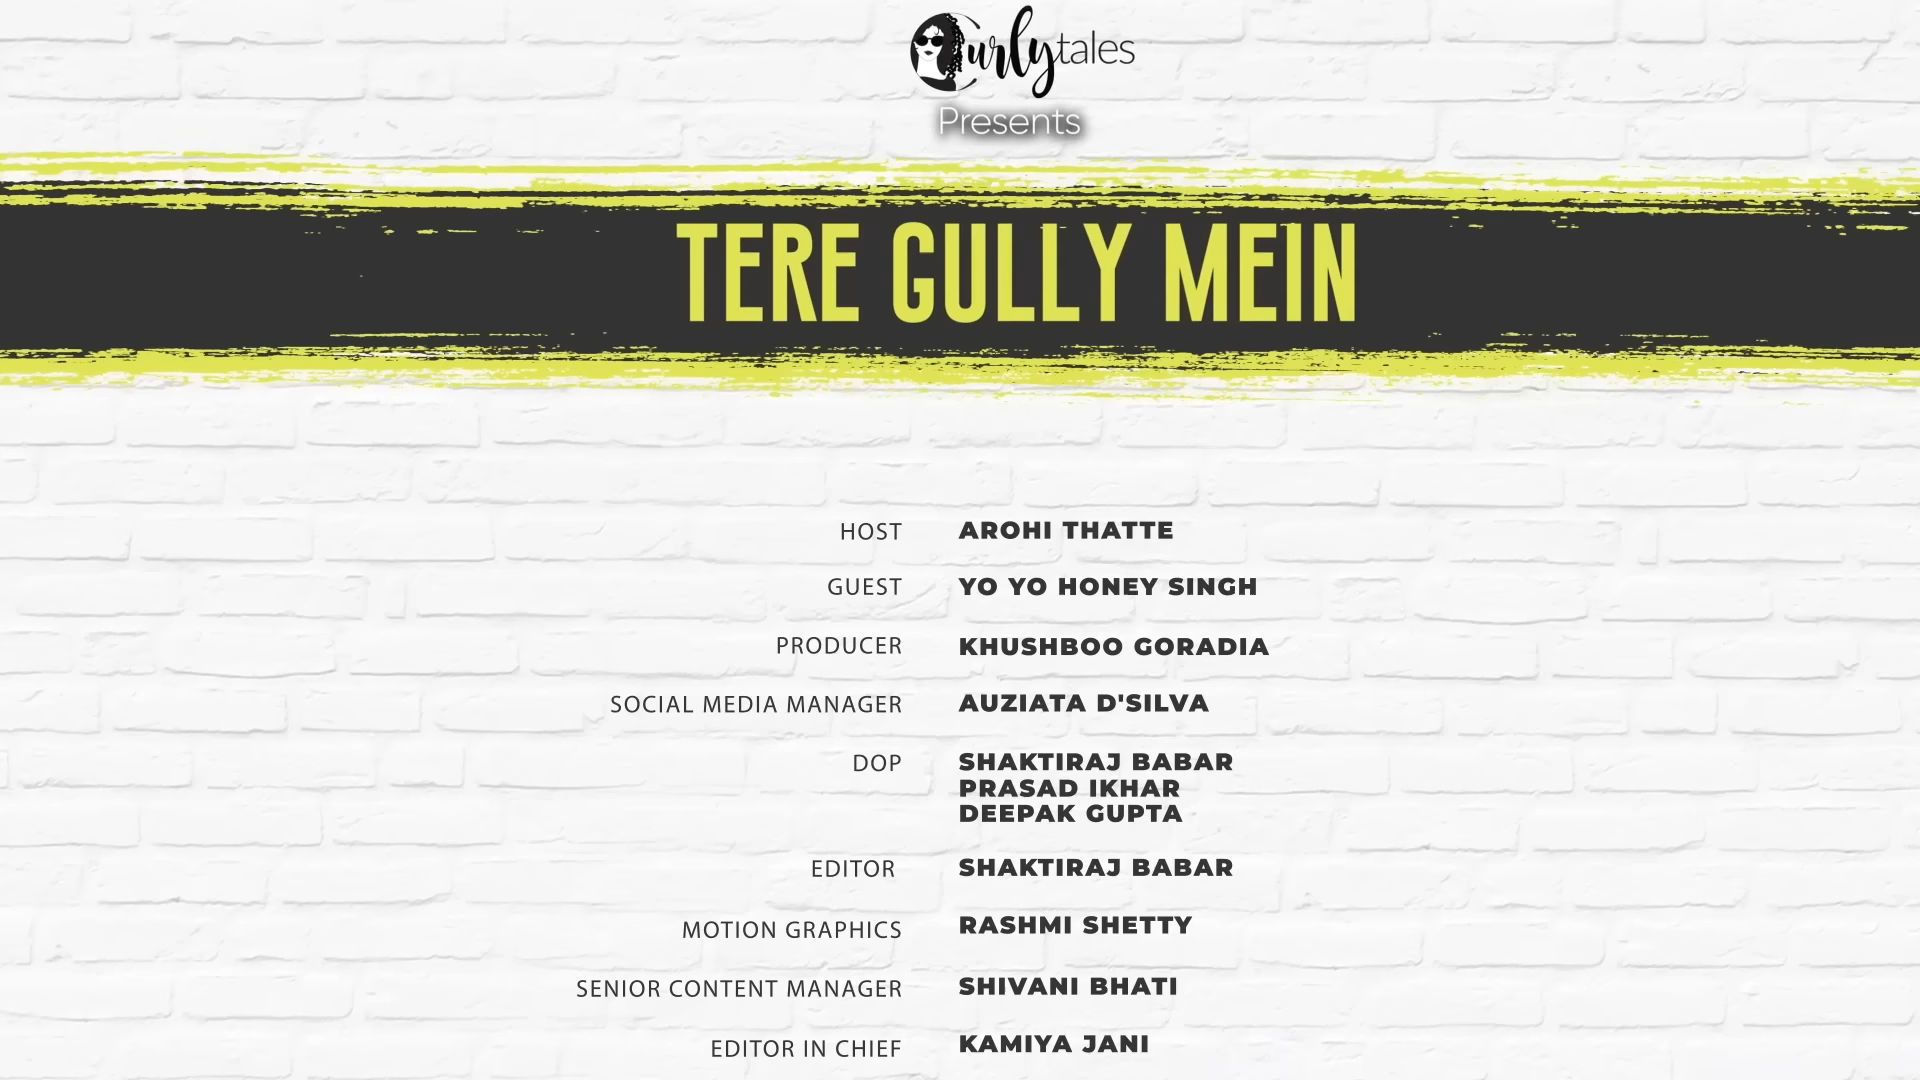 Curlytales
Presents
TERE GULLY MEIN
HOST AROHI THATTE
GUEST YO YO HONEY SINGH
PRODUCER KHUSHBOO GORADIA
SOCIAL MEDIA MANAGER AUZIATA D'SILVA
DOP SHAKTIRAJ BABAR
PRASAD IKHAR
DEEPAK GUPTA
EDITOR SHAKTIRAJ BABAR
MOTION GRAPHICS RASHMI SHETTY
SENIOR CONTENT MANAGER SHIVANI BHATI
EDITOR IN CHIEF KAMIYA JANI